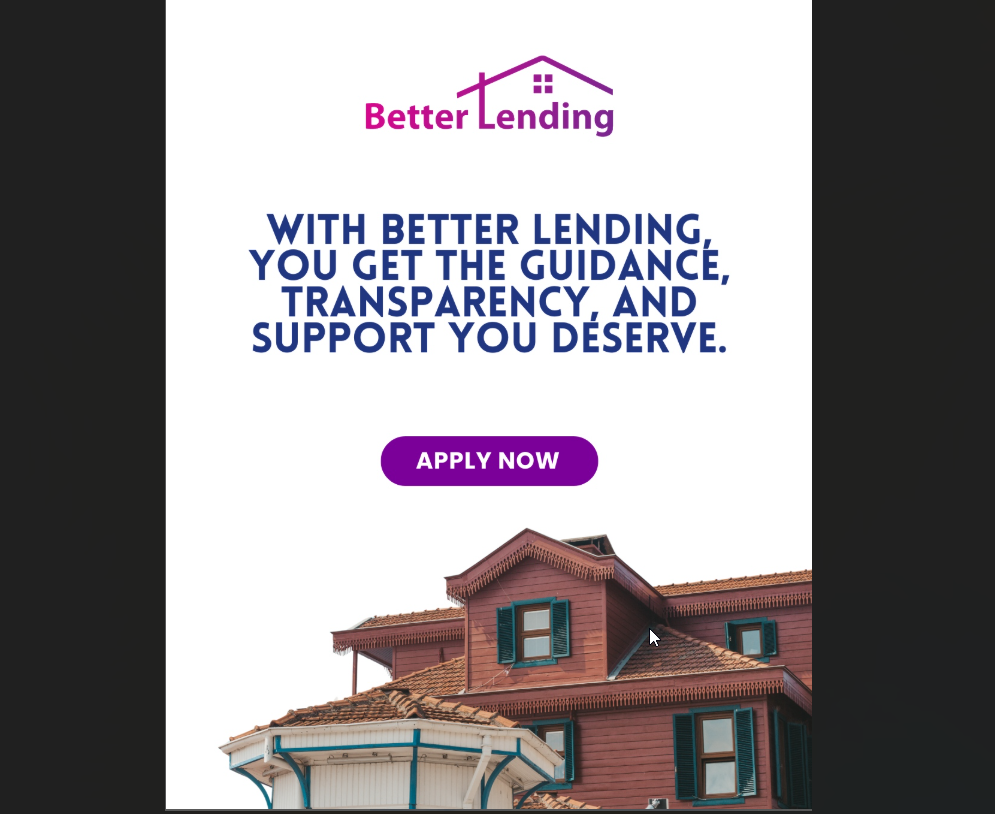 Better Lending
WITH BETTER LENDING,
YOU GET THE GUIDANCE,
TRANSPARENCY, AND
SUPPORT YOU DESERVE.
APPLY NOW